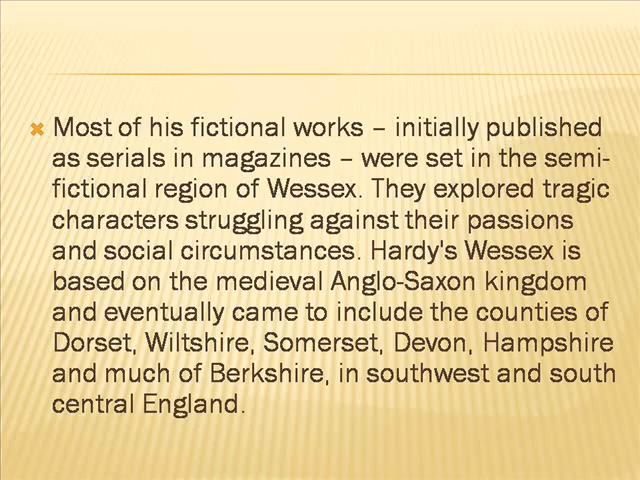 Most of his fictional works – initially published
as serials in magazines – were set in the semi-
fictional region of Wessex. They explored tragic
characters struggling against their passions
and social circumstances. Hardy's Wessex is
based on the medieval Anglo-Saxon kingdom
and eventually came to include the counties of
Dorset, Wiltshire, Somerset, Devon, Hampshire
and much of Berkshire, in southwest and south
central England.